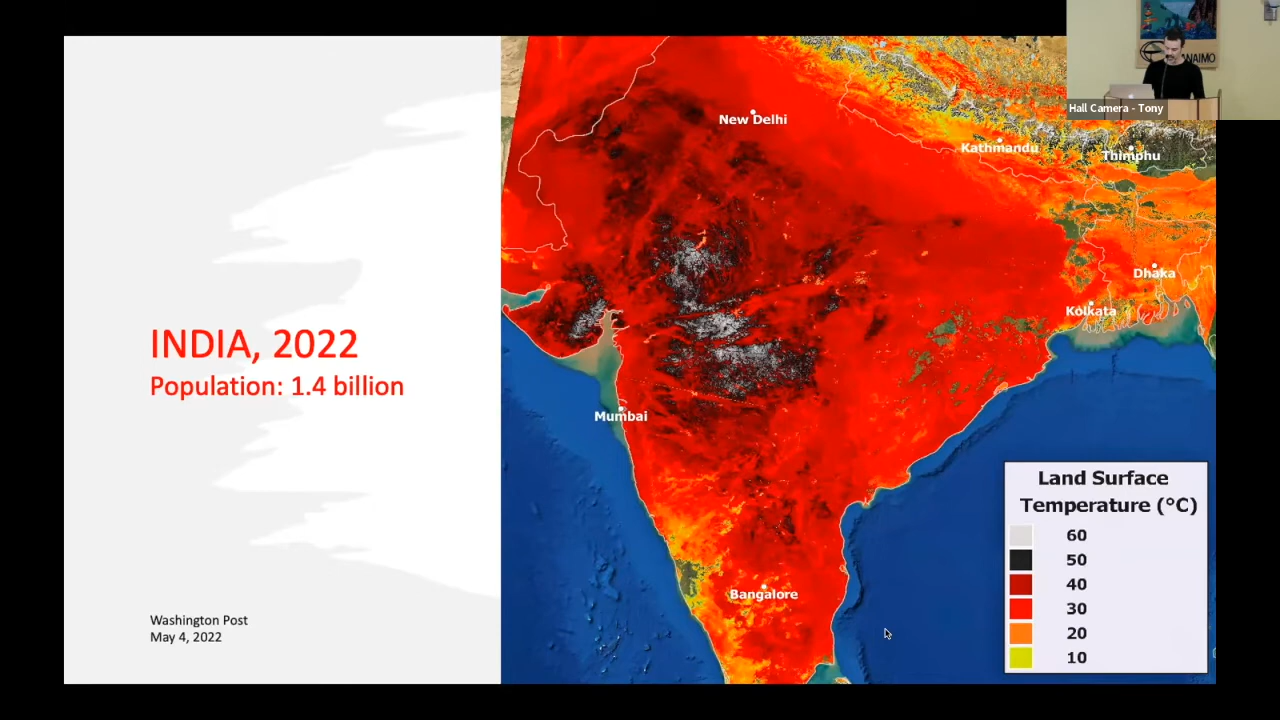 INDIA, 2022
Population: 1.4 billion
Washington Post
May 4, 2022
New Delhi
Kathmandu
Thimphu
Dhaka
Kolkata
Mumbai
Bangalore
Land Surface
Temperature (°C)
60
50
40
30
20
10
ANAIMO
Hall Camera - Tony